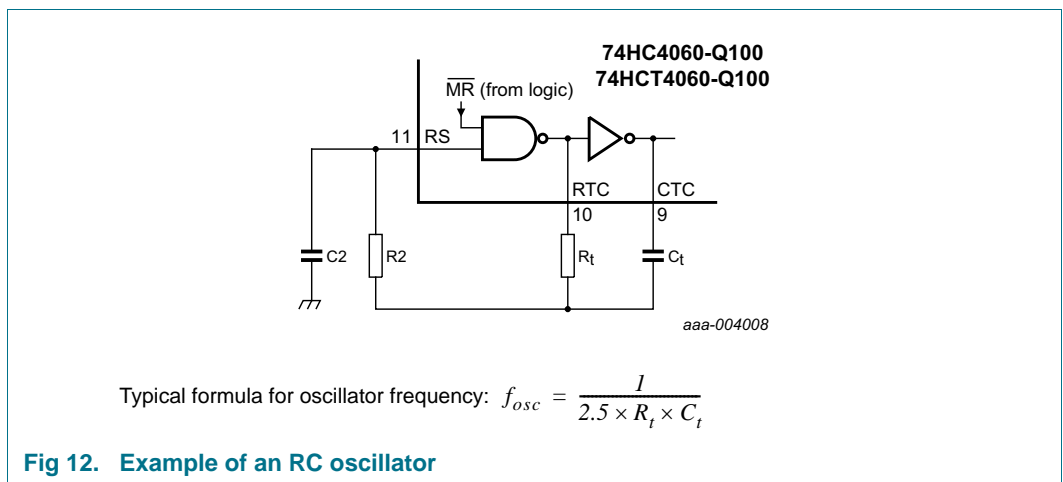 74HC4060-Q100
74HCT4060-Q100
MR (from logic)
11 RS
RTC CTC
10 9
C2 R2 Rt Ct
aaa-004008
Typical formula for oscillator frequency: fosc = 1 / 2.5 × Rt × Ct
Fig 12. Example of an RC oscillator